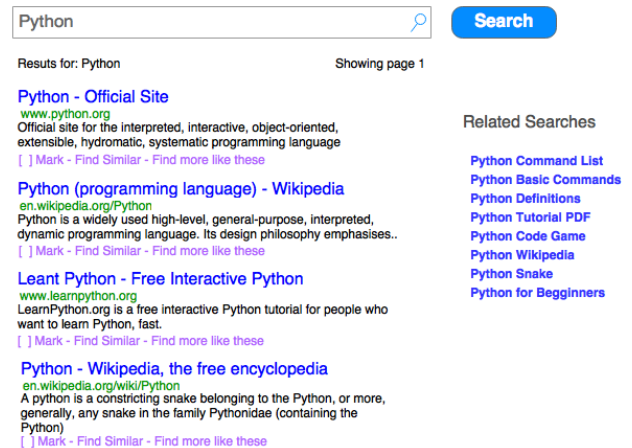 Python
Search
Resuts for: Python
Showing page 1
Python - Official Site
www.python.org
Official site for the interpreted, interactive, object-oriented,
extensible, hydromatic, systematic programming language
[ ] Mark - Find Similar - Find more like these
Python (programming language) - Wikipedia
en.wikipedia.org/Python
Python is a widely used high-level, general-purpose, interpreted,
dynamic programming language. Its design philosophy emphasises..
[ ] Mark - Find Similar - Find more like these
Leant Python - Free Interactive Python
www.learnpython.org
LearnPython.org is a free interactive Python tutorial for people who
want to learn Python, fast.
[ ] Mark - Find Similar - Find more like these
Python - Wikipedia, the free encyclopedia
en.wikipedia.org/wiki/Python
A python is a constricting snake belonging to the Python, or more,
generally, any snake in the family Pythonidae (containing the
Python)
[ ] Mark - Find Similar - Find more like these
Related Searches
Python Command List
Python Basic Commands
Python Definitions
Python Tutorial PDF
Python Code Game
Python Wikipedia
Python Snake
Python for Begginners